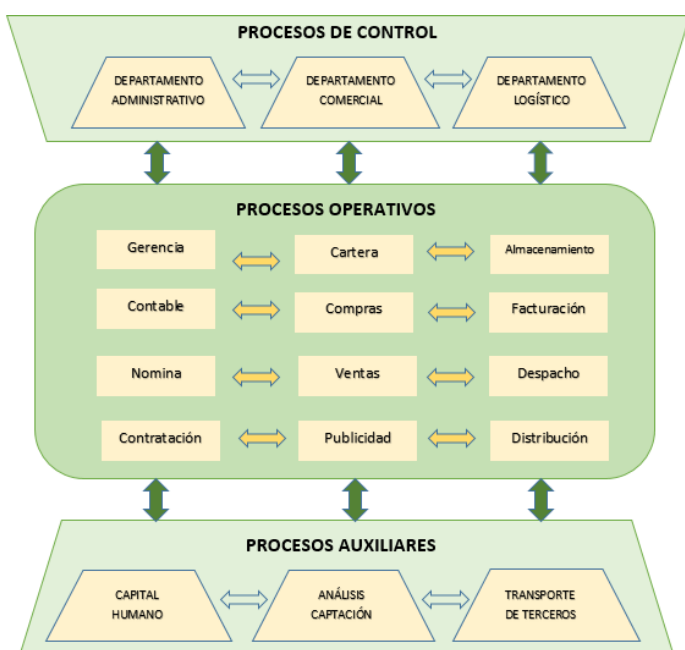 PROCESOS DE CONTROL
DEPARTAMENTO
ADMINISTRATIVO
DEPARTAMENTO
COMERCIAL
DEPARTAMENTO
LOGÍSTICO
PROCESOS OPERATIVOS
Gerencia
Cartera
Almacenamiento
Contable
Compras
Facturación
Nomina
Ventas
Despacho
Contratación
Publicidad
Distribución
PROCESOS AUXILIARES
CAPITAL
HUMANO
ANÁLISIS
CAPTACIÓN
TRANSPORTE
DE TERCEROS